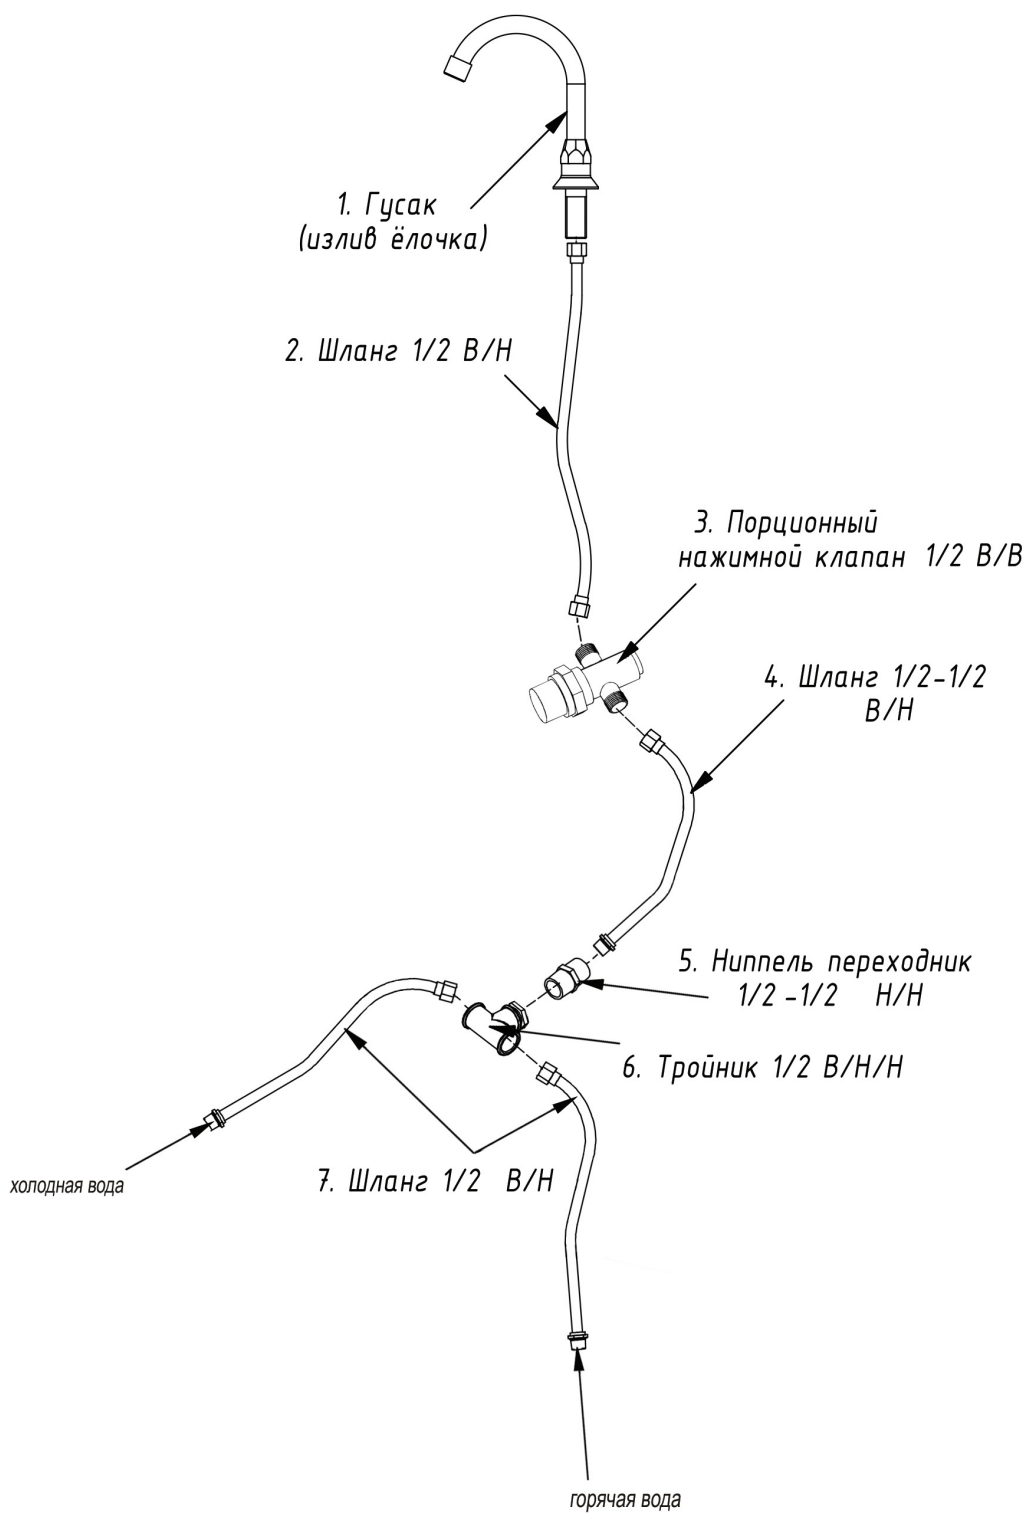 1. Гусак
(излив ёлочка)
2. Шланг 1/2 В/Н
3. Порционный
нажимной клапан 1/2 В/В
4. Шланг 1/2-1/2
В/Н
5. Ниппель переходник
1/2 -1/2 Н/Н
6. Тройник 1/2 В/Н/Н
7. Шланг 1/2 В/Н
холодная вода
горячая вода